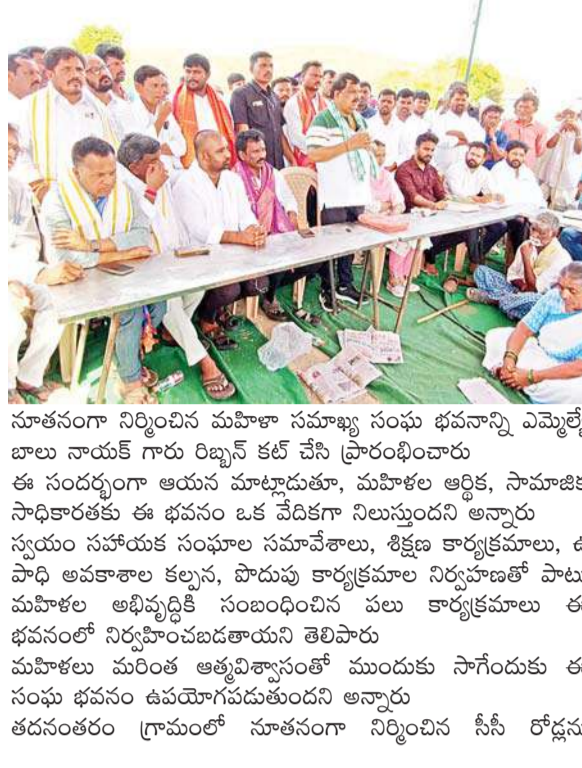 నూతనంగా నిర్మించిన మహిళా సమాఖ్య సంఘ భవనాన్ని ఎమ్మెల్యే
బాలు నాయక్ గారు రిబ్బన్ కట్ చేసి ప్రారంభించారు
ఈ సందర్భంగా ఆయన మాట్లాడుతూ, మహిళల ఆర్థిక, సామాజిక
సాధికారతకు ఈ భవనం ఒక వేదికగా నిలుస్తుందని అన్నారు
స్వయం సహాయక సంఘాల సమావేశాలు, శిక్షణ కార్యక్రమాలు, ఉ
పాధి అవకాశాల కల్పన, పొదుపు కార్యక్రమాల నిర్వహణతో పాటు
మహిళల అభివృద్ధికి సంబంధించిన పలు కార్యక్రమాలు ఈ
భవనంలో నిర్వహించబడతాయని తెలిపారు
మహిళలు మరింత ఆత్మవిశ్వాసంతో ముందుకు సాగేందుకు ఈ
సంఘ భవనం ఉపయోగపడుతుందని అన్నారు
తదనంతరం గ్రామంలో నూతనంగా నిర్మించిన సీసీ రోడ్లను